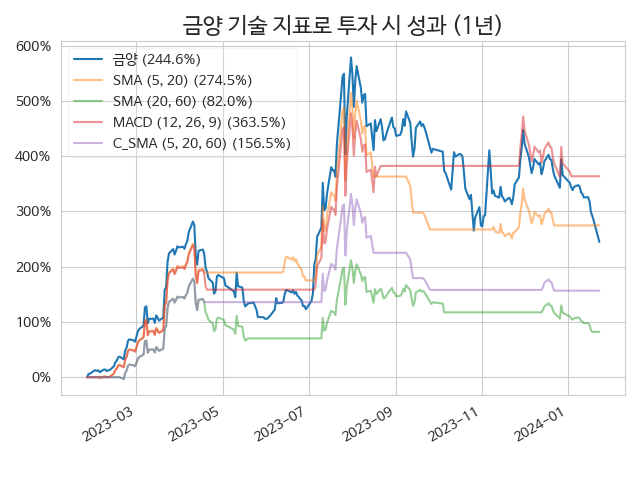 금양 기술 지표로 투자 시 성과 (1년)
600%
500%
400%
300%
200%
100%
0%
금양 (244.6%)
SMA (5, 20) (274.5%)
SMA (20, 60) (82.0%)
MACD (12, 26, 9) (363.5%)
C_SMA (5, 20, 60) (156.5%)
2023-03
2023-05
2023-07
2023-09
2023-11
2024-01